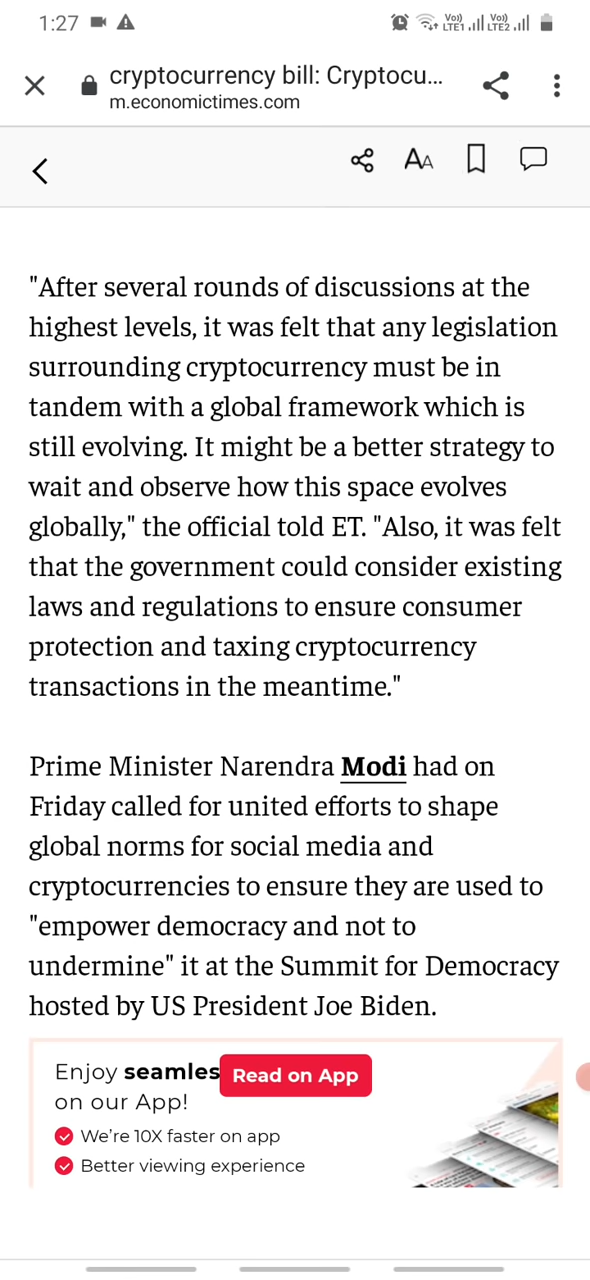 1:27
Vo)) LTE1 Vo)) LTE2
cryptocurrency bill: Cryptocu...
m.economictimes.com
AA
"After several rounds of discussions at the
highest levels, it was felt that any legislation
surrounding cryptocurrency must be in
tandem with a global framework which is
still evolving. It might be a better strategy to
wait and observe how this space evolves
globally," the official told ET. "Also, it was felt
that the government could consider existing
laws and regulations to ensure consumer
protection and taxing cryptocurrency
transactions in the meantime."
Prime Minister Narendra Modi had on
Friday called for united efforts to shape
global norms for social media and
cryptocurrencies to ensure they are used to
"empower democracy and not to
undermine" it at the Summit for Democracy
hosted by US President Joe Biden.
Enjoy seamles Read on App
on our App!
We're 10X faster on app
Better viewing experience